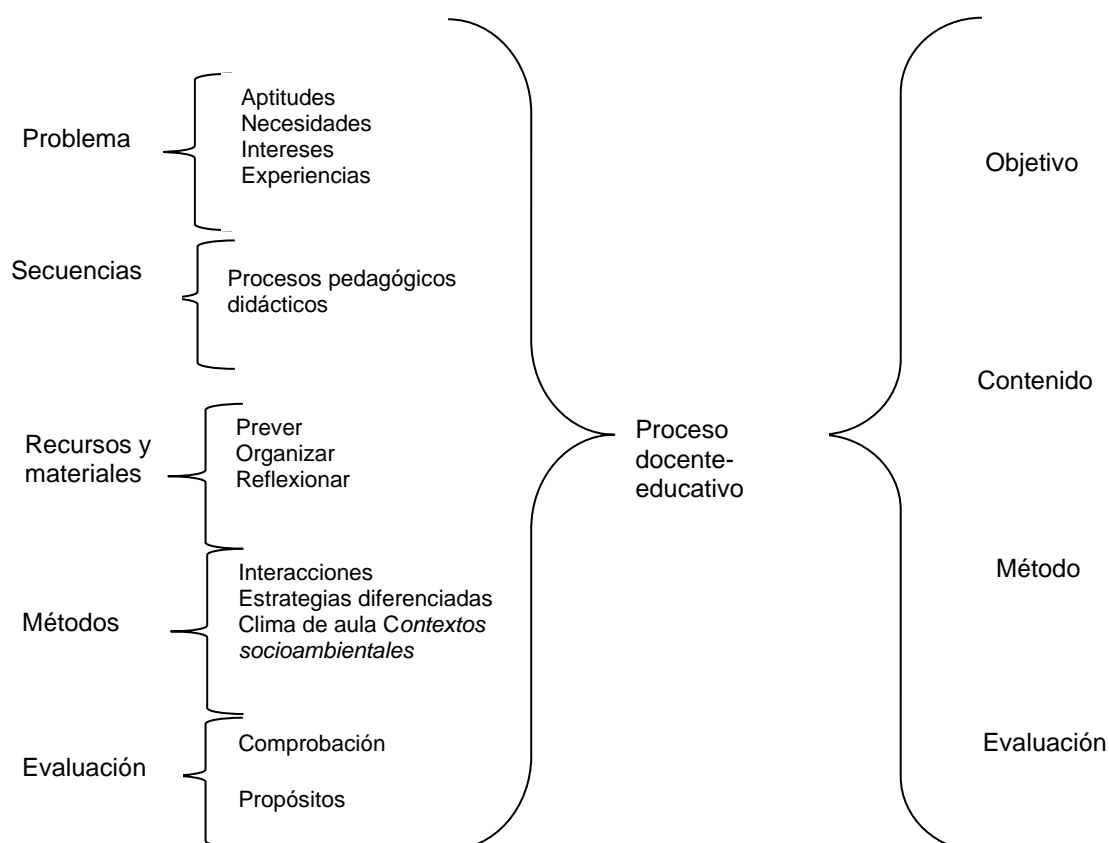 Problema
Aptitudes
Necesidades
Intereses
Experiencias
Secuencias
Procesos pedagógicos
didácticos
Recursos y
materiales
Prever
Organizar
Reflexionar
Métodos
Interacciones
Estrategias diferenciadas
Clima de aula Contextos
socioambientales
Evaluación
Comprobación
Propósitos
Proceso
docente-
educativo
Objetivo
Contenido
Método
Evaluación